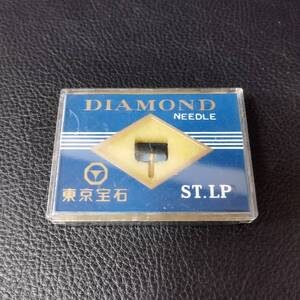 DIAMOND
NEEDLE
東京宝石
ST.LP